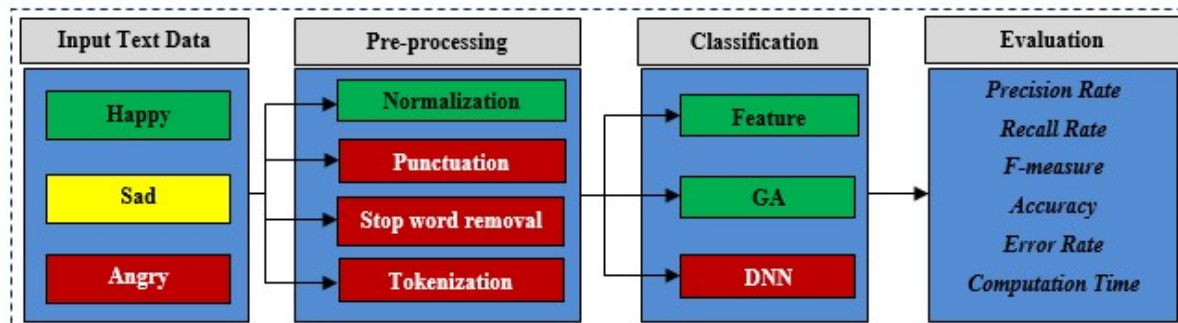 Input Text Data
Happy
Sad
Angry
Pre-processing
Normalization
Punctuation
Stop word removal
Tokenization
Classification
Feature
GA
DNN
Evaluation
Precision Rate
Recall Rate
F-measure
Accuracy
Error Rate
Computation Time